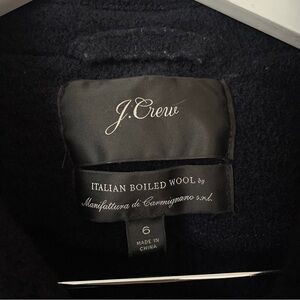 J.Crew
ITALIAN BOILED WOOL by
Manifattura di Carmignano s.r.l.
6
MADE IN
CHINA